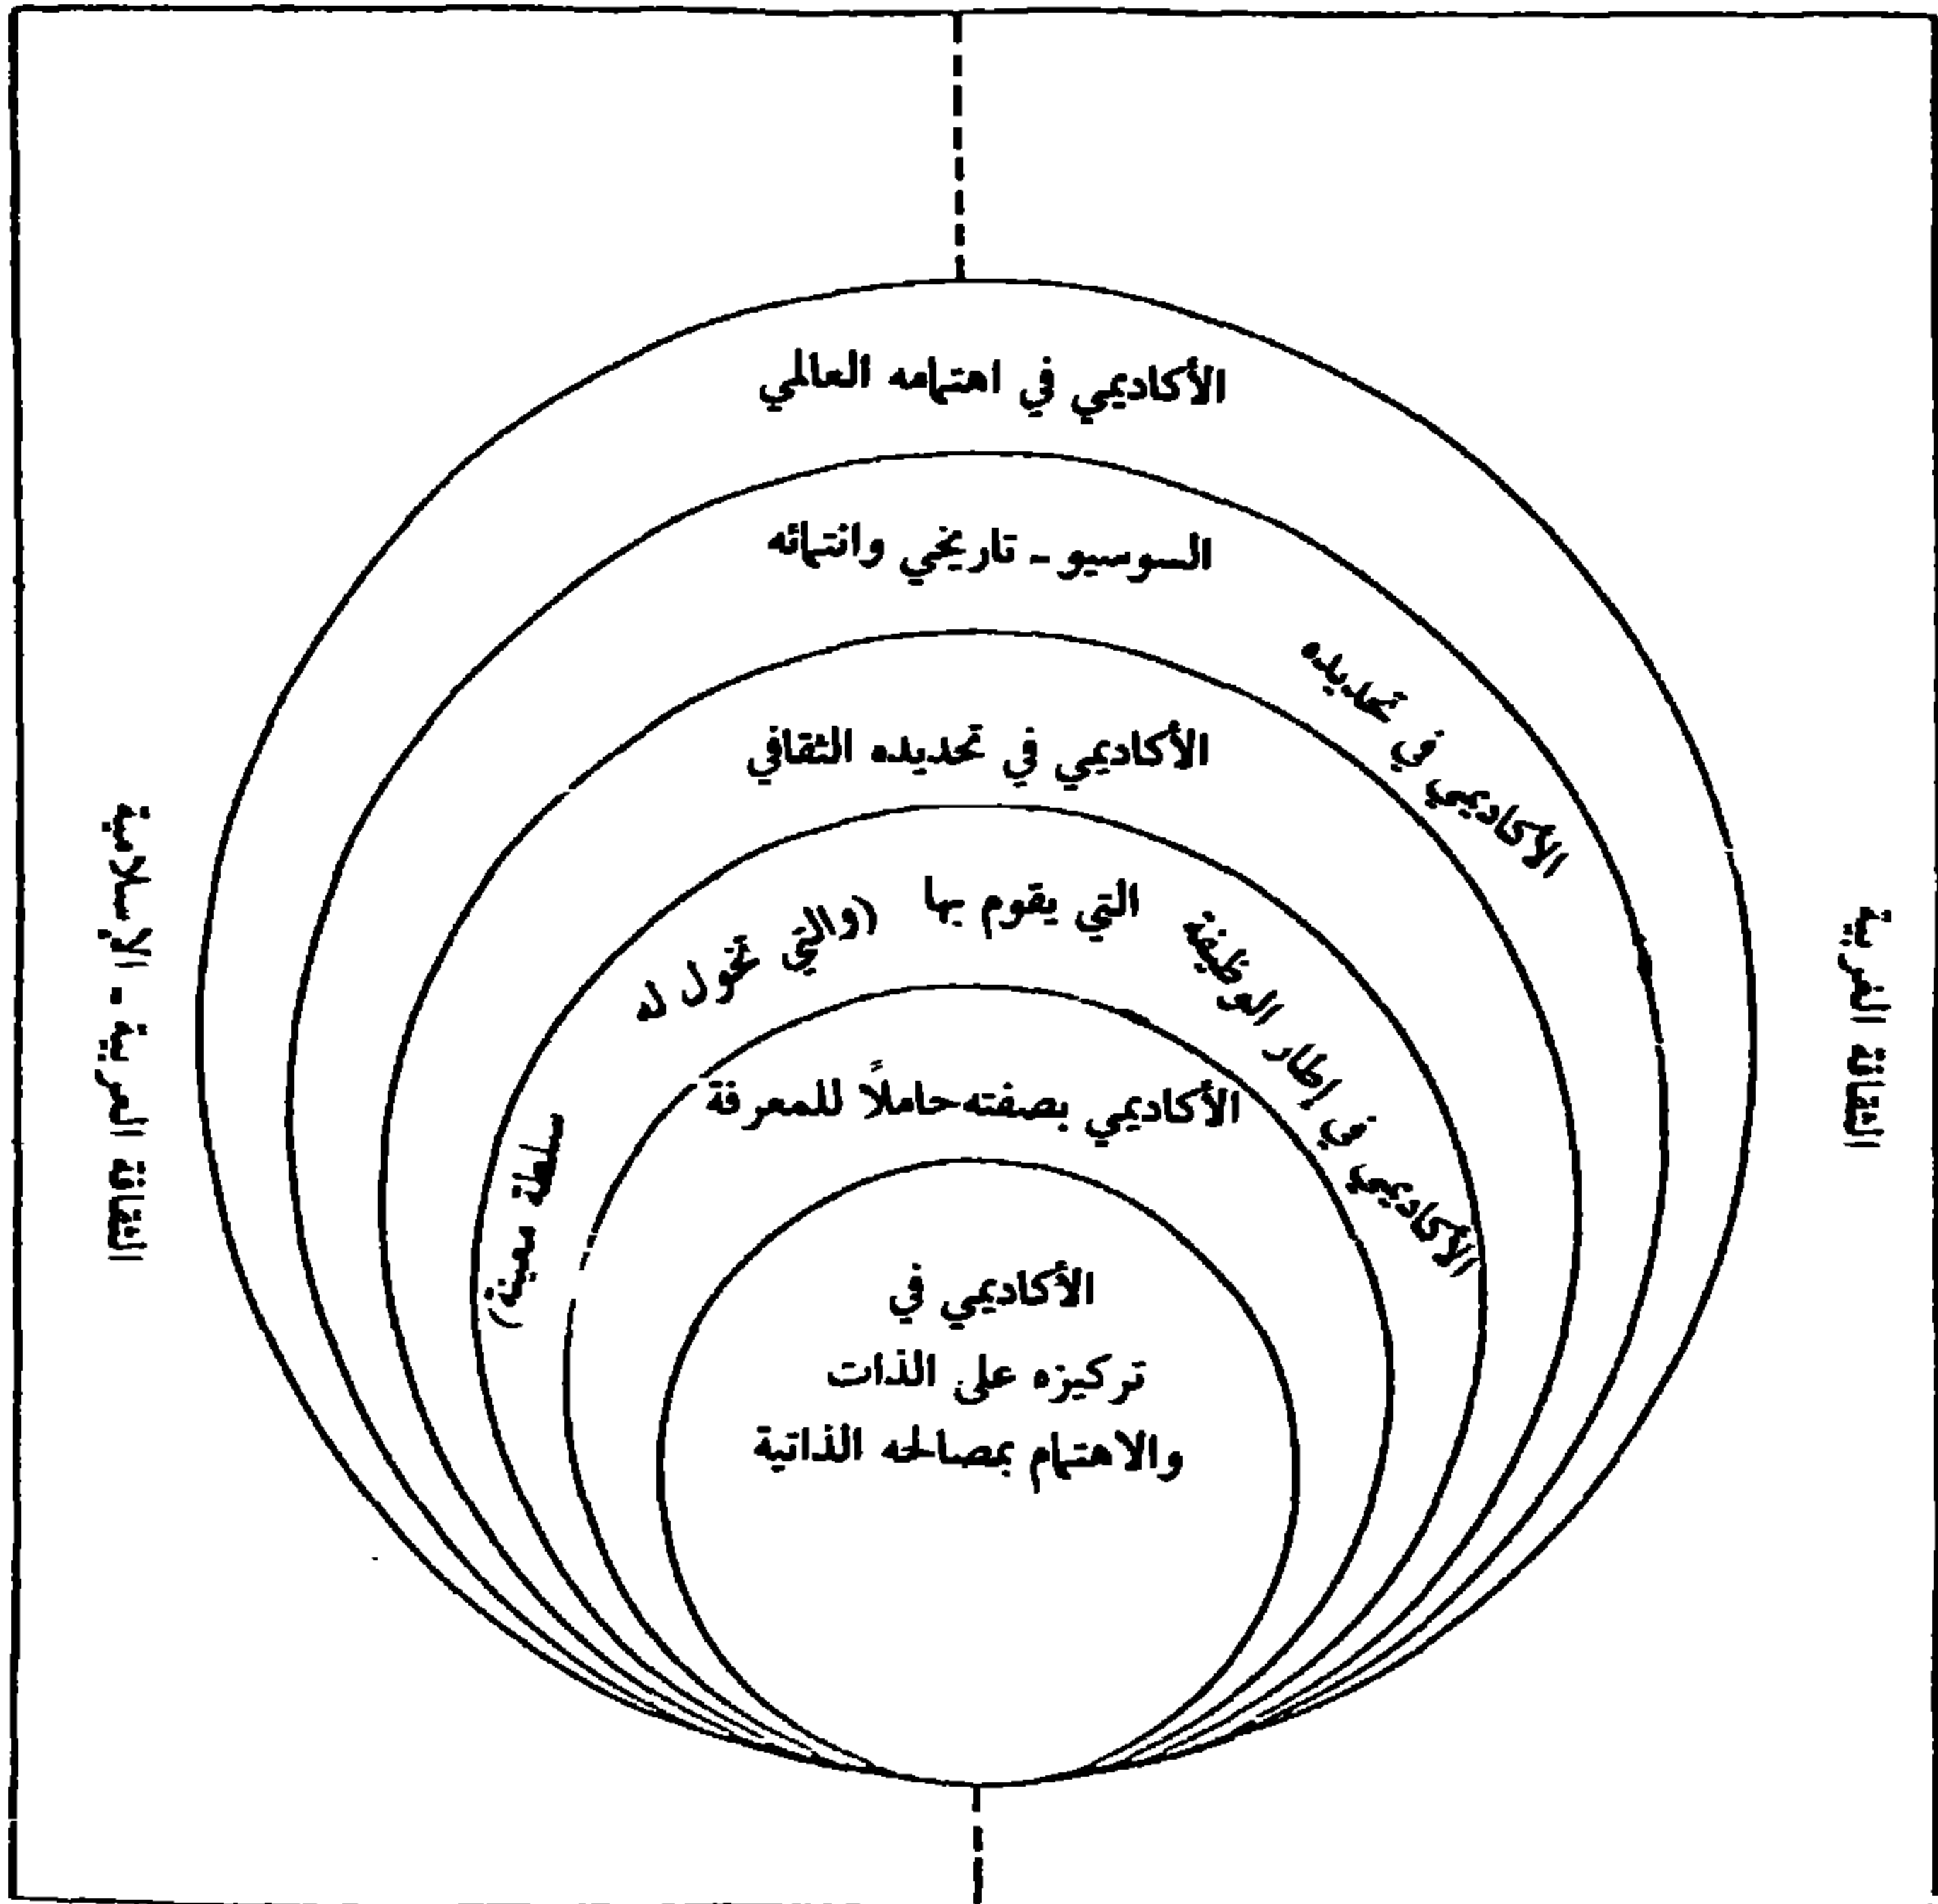 الأكاديمي في اهتمامه العالمي
الأكاديمي في تحديده السوسيو - تاريخي وانتمائه
الأكاديمي في تحديده الثقافي
الأكاديمي في إطار الوظيفة التي يقوم بها (والتي تخول له سلطة معينة)
الأكاديمي بصفته حاملاً للمعرفة
الأكاديمي في
تركيزه على الذات
والاهتمام بمصالحه الذاتية
الثقافة الغربية
الثقافة العربية - الإسلامية